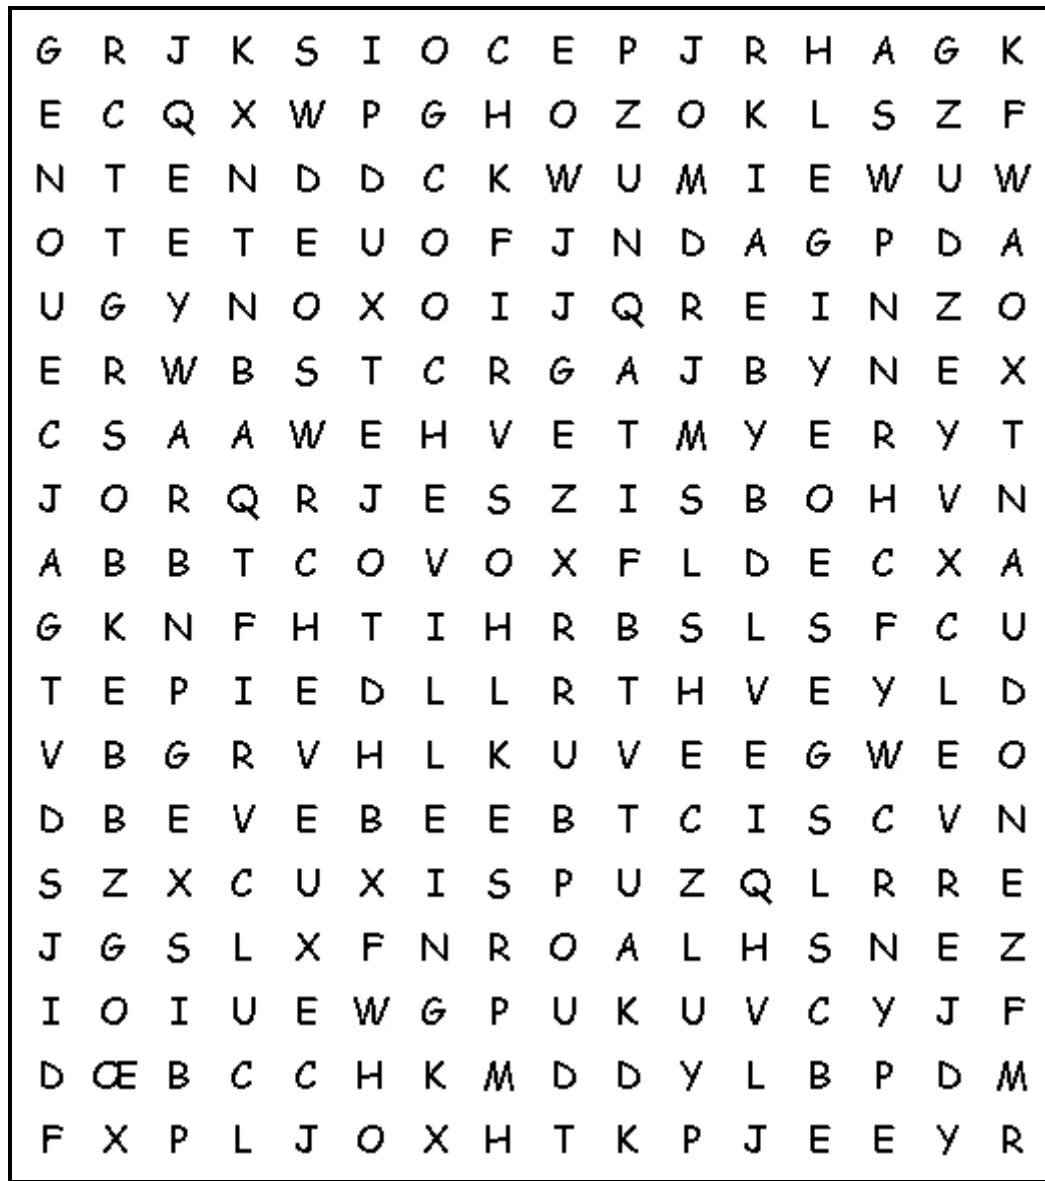 G R J K S I O C E P J R H A G K
E C Q X W P G H O Z O K L S Z F
N T E N D D C K W U M I E W U W
O T E T E U O F J N D A G P D A
U G Y N O X O I J Q R E I N Z O
E R W B S T C R G A J B Y N E X
C S A A W E H V E T M Y E R Y T
J O R Q R J E S Z I S B O H V N
A B B T C O V O X F L D E C X A
G K N F H T I H R B S L S F C U
T E P I E D L L R T H V E Y L D
V B G R V H L K U V E E G W E O
D B E V E B E E B T C I S C V N
S Z X C U X I S P U Z Q L R R E
J G S L X F N R O A L H S N E Z
I O I U E W G P U K U V C Y J F
D Œ B C C H K M D D Y L B P D M
F X P L J O X H T K P J E E Y R